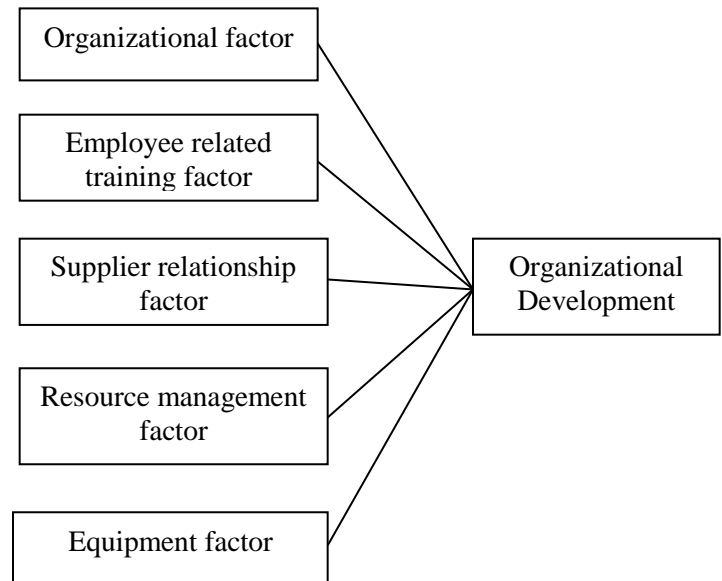 Organizational factor
Employee related
training factor
Supplier relationship
factor
Organizational
Development
Resource management
factor
Equipment factor